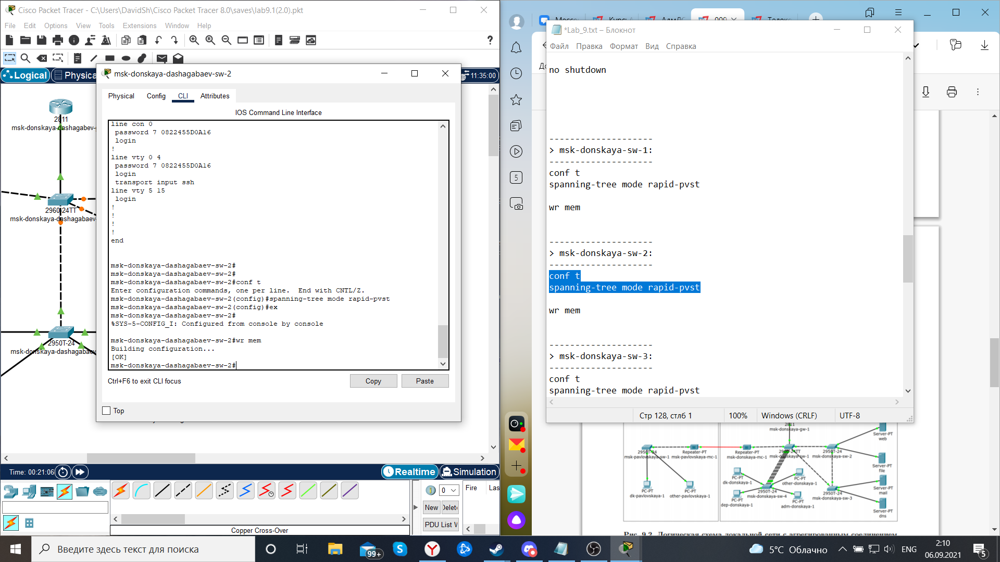 Cisco Packet Tracer - C:\Users\DavidSh\Cisco Packet Tracer 8.0\saves\lab9.1(2.0).pkt
File Edit Options View Tools Extensions Window Help
Logical
Physica
11:35:00
2811
msk-donskaya-dashagabev-g
2960-24TT
msk-donskaya-dashagabaev-
2950T-24
msk-donskaya-dashagabaev-
msk-donskaya-dashagabaev-sw-2
Physical Config CLI Attributes
IOS Command Line Interface
line con 0
password 7 0822455D0A16
login
!
line vty 0 4
password 7 0822455D0A16
login
transport input ssh
line vty 5 15
login
!
!
!
!
end
msk-donskaya-dashagabaev-sw-2#
msk-donskaya-dashagabaev-sw-2#
msk-donskaya-dashagabaev-sw-2#conf t
Enter configuration commands, one per line.  End with CNTL/Z.
msk-donskaya-dashagabaev-sw-2(config)#spanning-tree mode rapid-pvst
msk-donskaya-dashagabaev-sw-2(config)#ex
msk-donskaya-dashagabaev-sw-2#
%SYS-5-CONFIG_I: Configured from console by console
msk-donskaya-dashagabaev-sw-2#wr mem
Building configuration...
[OK]
msk-donskaya-dashagabaev-sw-2#
Ctrl+F6 to exit CLI focus
Copy
Paste
Top
Time: 00:21:06
Realtime
Simulation
0
Fire Las
New
PDU List W
Copper Cross-Over
5
*Lab_9.txt – Блокнот
Файл Правка Формат Вид Справка
no shutdown
--------------------
> msk-donskaya-sw-1:
--------------------
conf t
spanning-tree mode rapid-pvst
wr mem
--------------------
> msk-donskaya-sw-2:
--------------------
conf t
spanning-tree mode rapid-pvst
wr mem
--------------------
> msk-donskaya-sw-3:
--------------------
conf t
spanning-tree mode rapid-pvst
Стр 128, стлб 1
100%
Windows (CRLF)
UTF-8
2811
msk-donskaya-gw-1
Server-PT
web
2950T-24
msk-pavlovskaya-sw-1
Repeater-PT
msk-pavlovskaya-mc-1
Repeater-PT
msk-donskaya-mc-1
msk-donskaya-sw-1
2950T-24
msk-donskaya-sw-2
Server-PT
file
PC-PT
dk-donskaya-1
PC-PT
other-donskaya-1
PC-PT
dk-pavlovskaya-1
PC-PT
other-pavlovskaya-1
2950T-24
msk-donskaya-sw-4
PC-PT
dep-donskaya-1
PC-PT
adm-donskaya-1
2950T-24
msk-donskaya-sw-3
Server-PT
mail
Server-PT
dns
Рис. 9.2. Логическая схема локальной сети с агрегированным соединением
Введите здесь текст для поиска
99+
5°C Облачно
ENG
2:10
06.09.2021
5